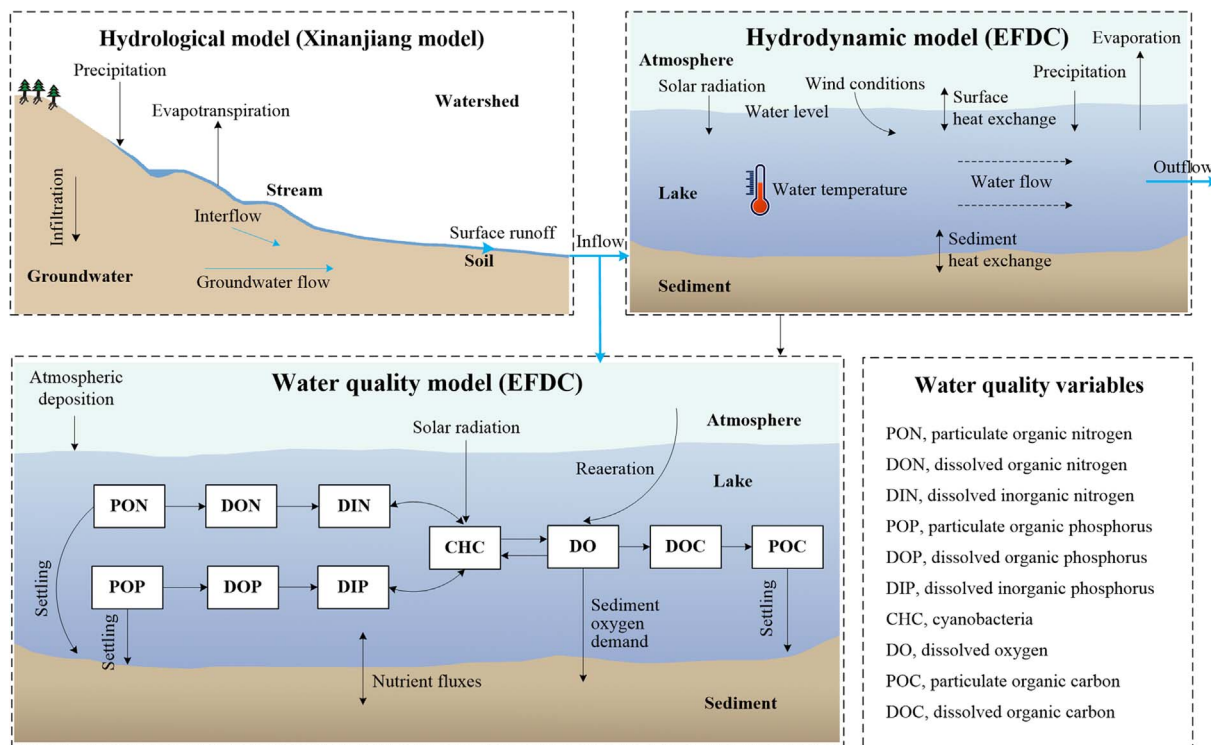 Hydrological model (Xinanjiang model)
Precipitation
Watershed
Evapotranspiration
Infiltration
Stream
Interflow
Surface runoff
Soil
Groundwater
Groundwater flow
Inflow
Hydrodynamic model (EFDC)
Evaporation
Atmosphere
Solar radiation
Wind conditions
Precipitation
Water level
Surface
heat exchange
Outflow
Lake
Water temperature
Water flow
Sediment
heat exchange
Sediment
Water quality model (EFDC)
Atmospheric
deposition
Solar radiation
Atmosphere
Reaeration
Lake
PON
DON
DIN
CHC
DO
DOC
POC
POP
DOP
DIP
Settling
Settling
Sediment
oxygen
demand
Settling
Nutrient fluxes
Sediment
Water quality variables
PON, particulate organic nitrogen
DON, dissolved organic nitrogen
DIN, dissolved inorganic nitrogen
POP, particulate organic phosphorus
DOP, dissolved organic phosphorus
DIP, dissolved inorganic phosphorus
CHC, cyanobacteria
DO, dissolved oxygen
POC, particulate organic carbon
DOC, dissolved organic carbon